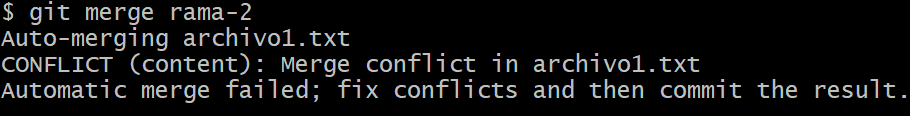 $ git merge rama-2
Auto-merging archivo1.txt
CONFLICT (content): Merge conflict in archivo1.txt
Automatic merge failed; fix conflicts and then commit the result.